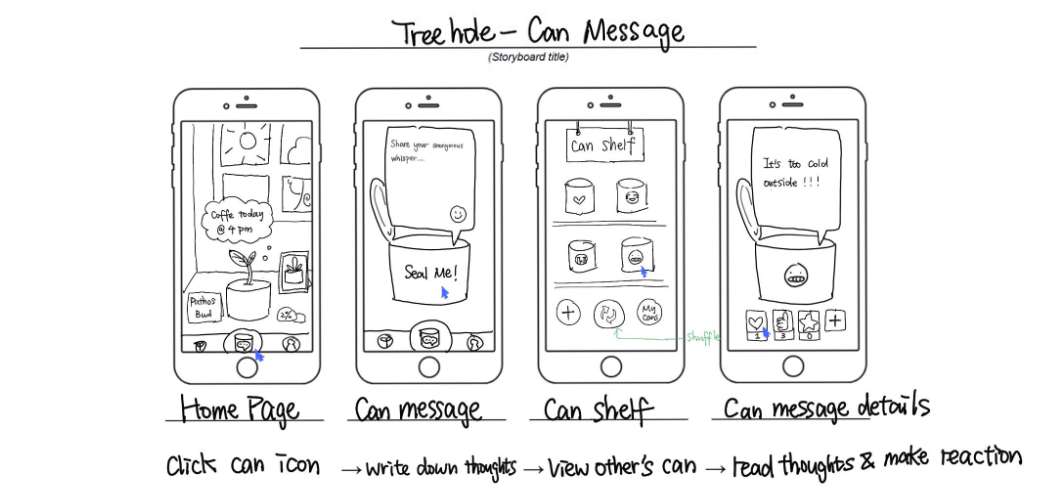 Treehole - Can Message
(Storyboard title)
Coffe today
@ 4 pm
Pothos
Bud
2%
Home Page
Click can icon
Share your anonymous
whisper...
Seal Me!
Can message
→ write down thoughts
Can shelf
+
My
Cans
shuffle
Can shelf
→ View other's can
It's too cold
outside !!!
+
1 3 0
Can message details
→ read thoughts & make reaction